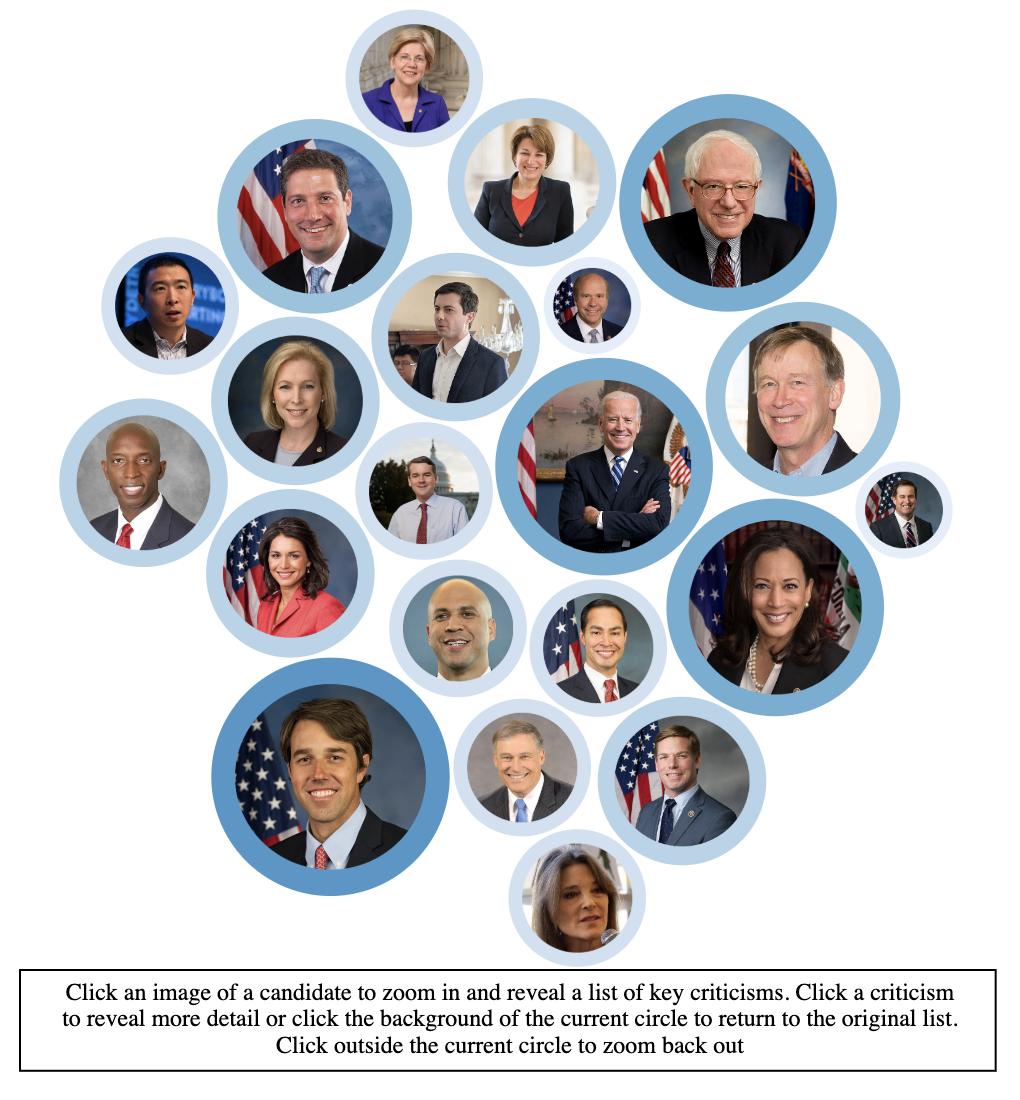 Click an image of a candidate to zoom in and reveal a list of key criticisms. Click a criticism
to reveal more detail or click the background of the current circle to return to the original list.
Click outside the current circle to zoom back out